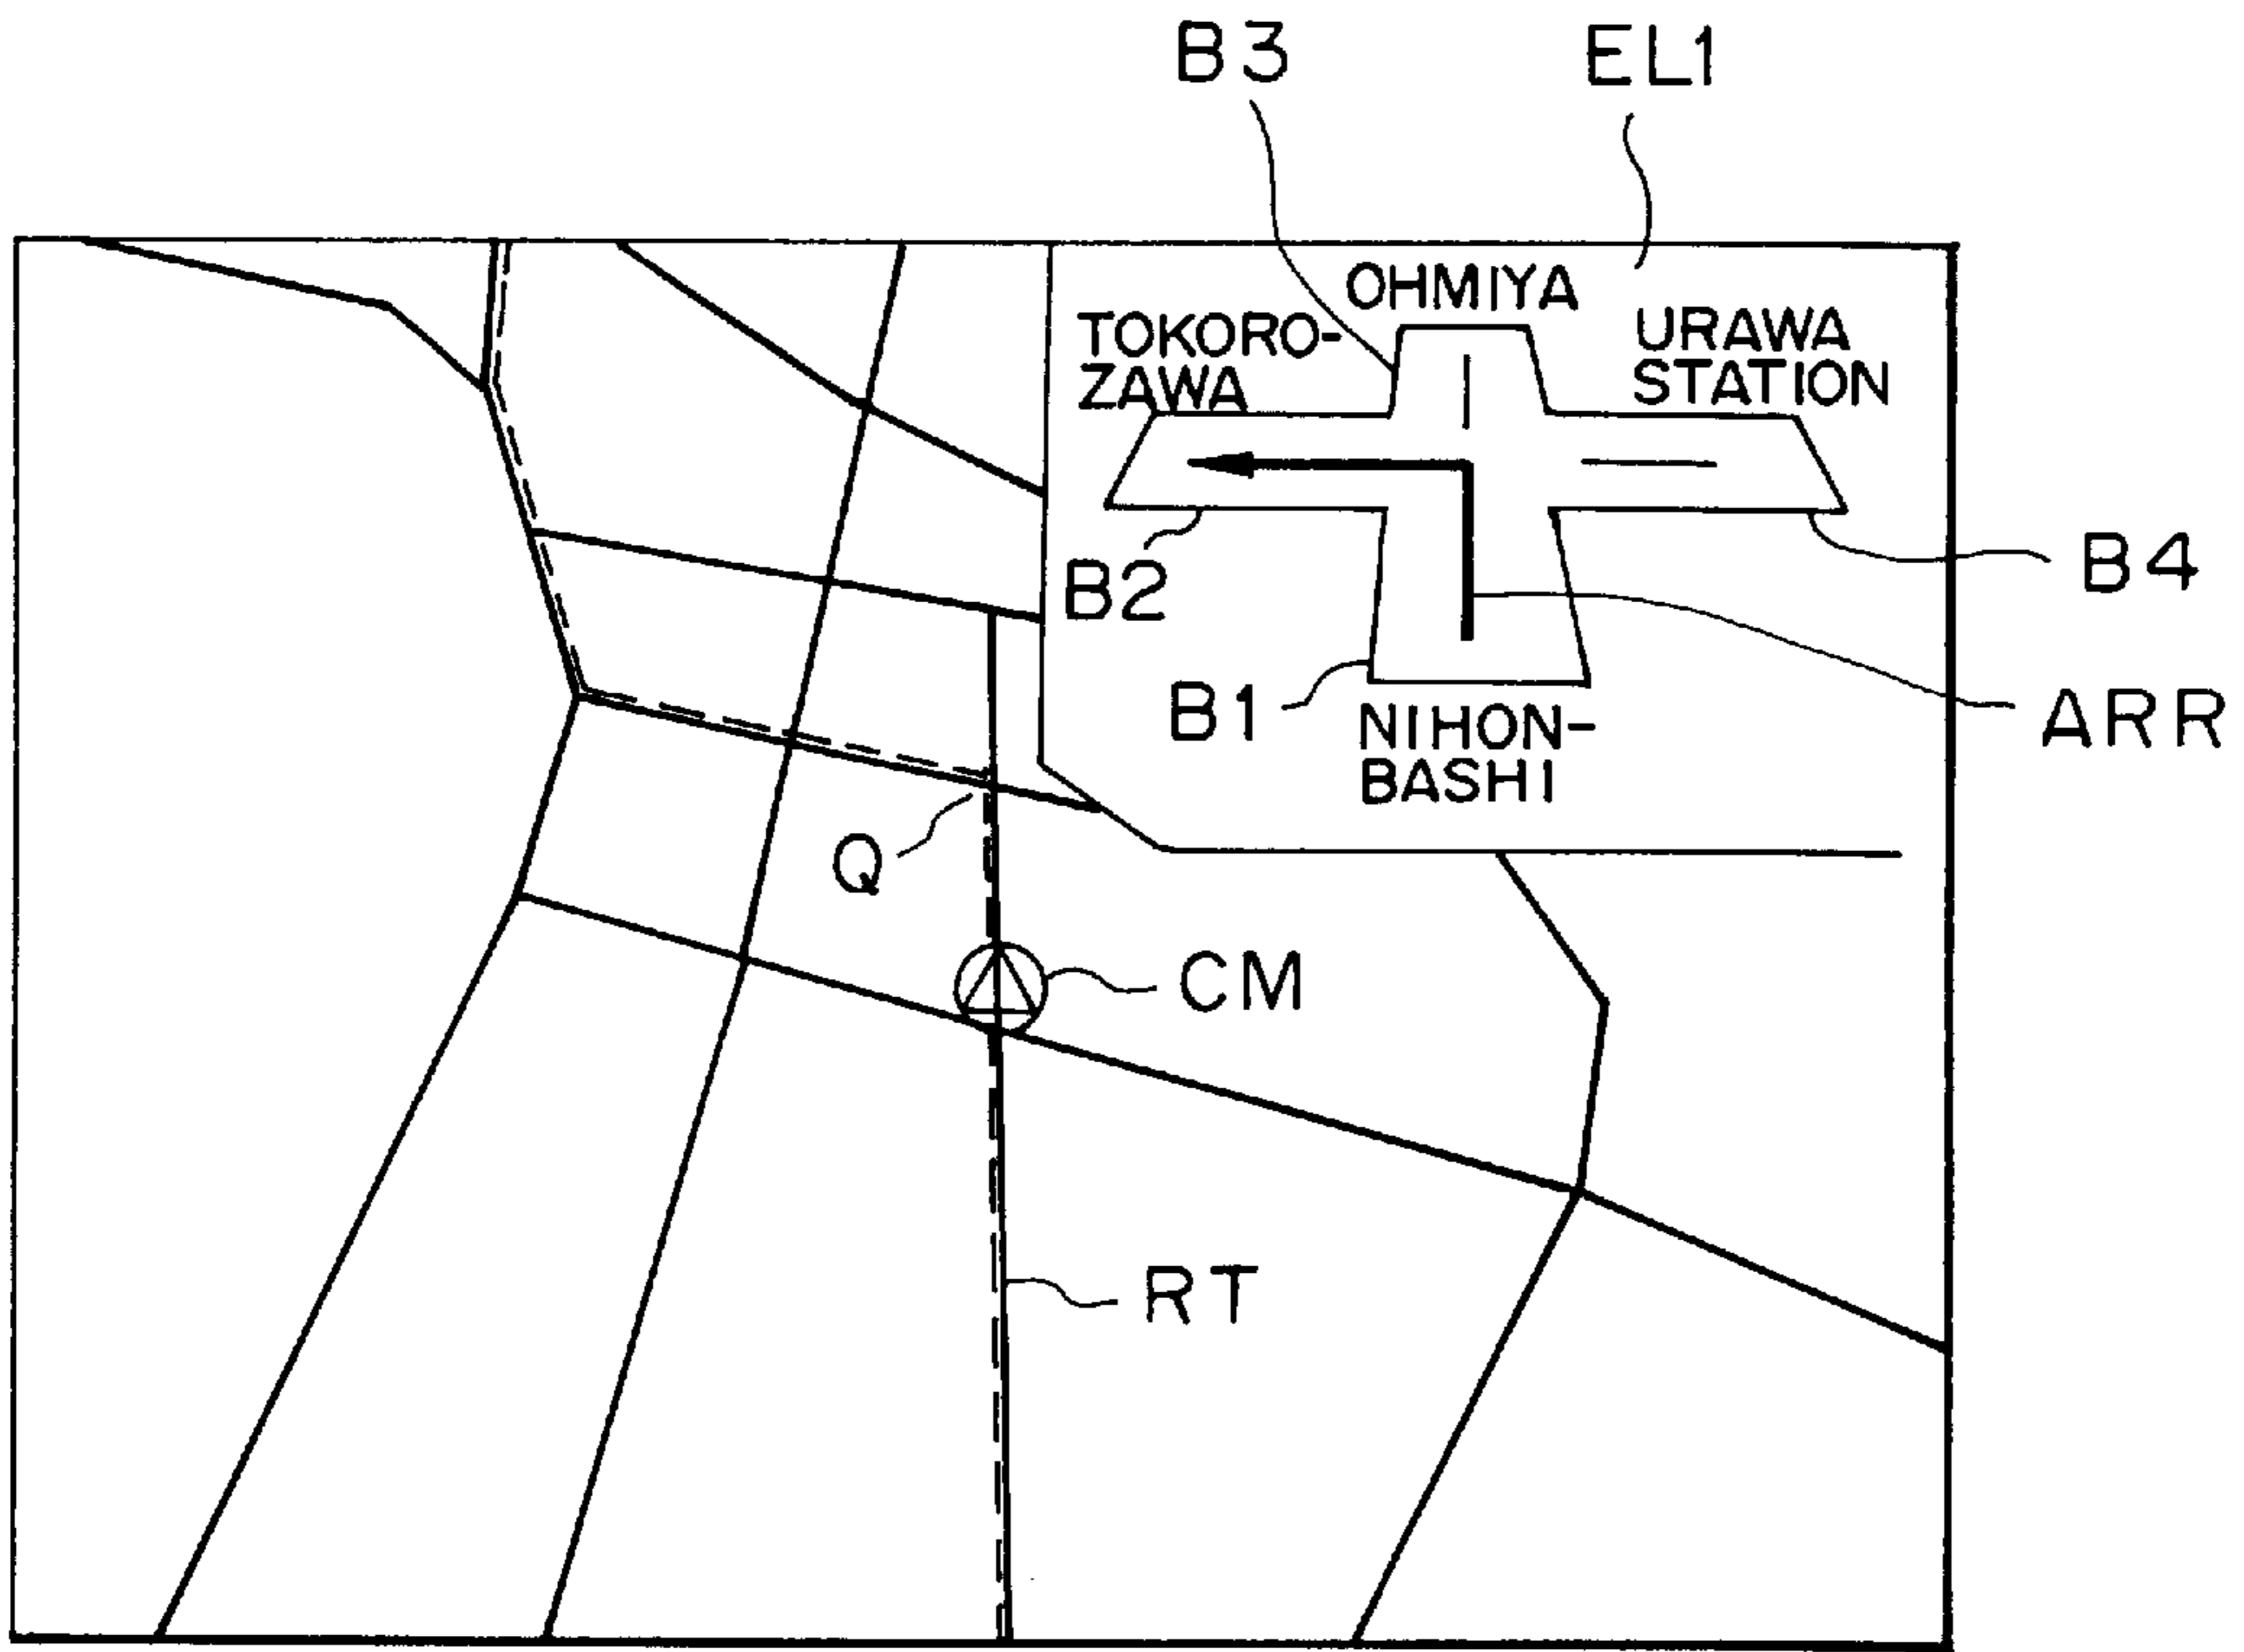 B3
EL1
OHMIYA
TOKORO-
ZAWA
URAWA
STATION
B2
B4
B1
NIHON-
BASHI
ARR
Q
CM
RT